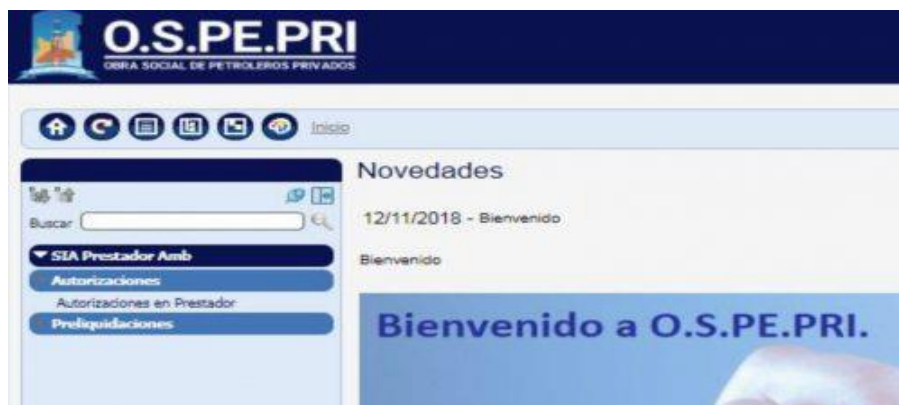 O.S.PE.PRI
OBRA SOCIAL DE PETROLEROS PRIVADOS
Inicio
Buscar
SIA Prestador Amb
Autorizaciones
Autorizaciones en Prestador
Preliquidaciones
Novedades
12/11/2018 - Bienvenido
Bienvenido
Bienvenido a O.S.PE.PRI.